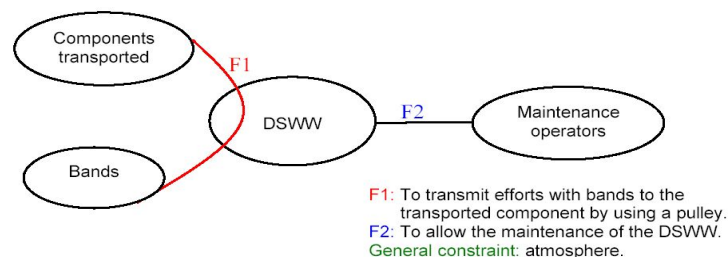 Components
transported
F1
DSWW
F2
Maintenance
operators
Bands
F1: To transmit efforts with bands to the
transported component by using a pulley.
F2: To allow the maintenance of the DSWW.
General constraint: atmosphere.